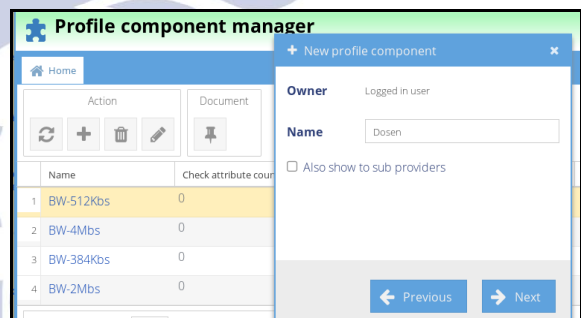 Profile component manager
New profile component
Home
Owner Logged in user
Action Document
Name Dosen
Also show to sub providers
Name Check attribute coun
1 BW-512Kbs 0
2 BW-4Mbs 0
3 BW-384Kbs 0
4 BW-2Mbs 0
Previous Next